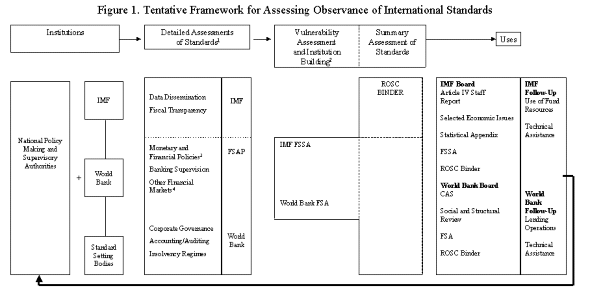 Figure 1. Tentative Framework for Assessing Observance of International Standards
Institutions
Detailed Assessments
of Standards¹
Vulnerability
Assessment
and Institution
Building²
Summary
Assessment of
Standards
Uses
National Policy
Making and
Supervisory
Authorities
+
IMF
World
Bank
Standard
Setting
Bodies
Data Dissemination
Fiscal Transparency
IMF
Monetary and
Financial Policies³
Banking Supervision
Other Financial
Markets⁴
FSAP
Corporate Governance
Accounting/Auditing
Insolvency Regimes
World
Bank
IMF FSSA
World Bank FSA
ROSC
BINDER
IMF Board
Article IV Staff
Report
Selected Economic Issues
Statistical Appendix
FSSA
ROSC Binder
World Bank Board
CAS
Social and Structural
Review
FSA
ROSC Binder
IMF
Follow-Up
Use of Fund
Resources
Technical
Assistance
World
Bank
Follow-Up
Lending
Operations
Technical
Assistance